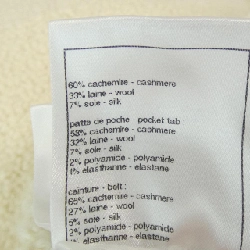 60% cachemire - cashmere
33% laine - wool
7% soie - silk
patte de poche pocket tab
58% cachemire - cashmere
32% laine - wool
7% soie - silk
2% polyamide - polyamide
1% elasthanne - elastane
ceinture - belt :
65% cachemire - cashmere
27% laine - wool
5% soie - silk
2% polyamide - polyamide
elasthanne - elastane